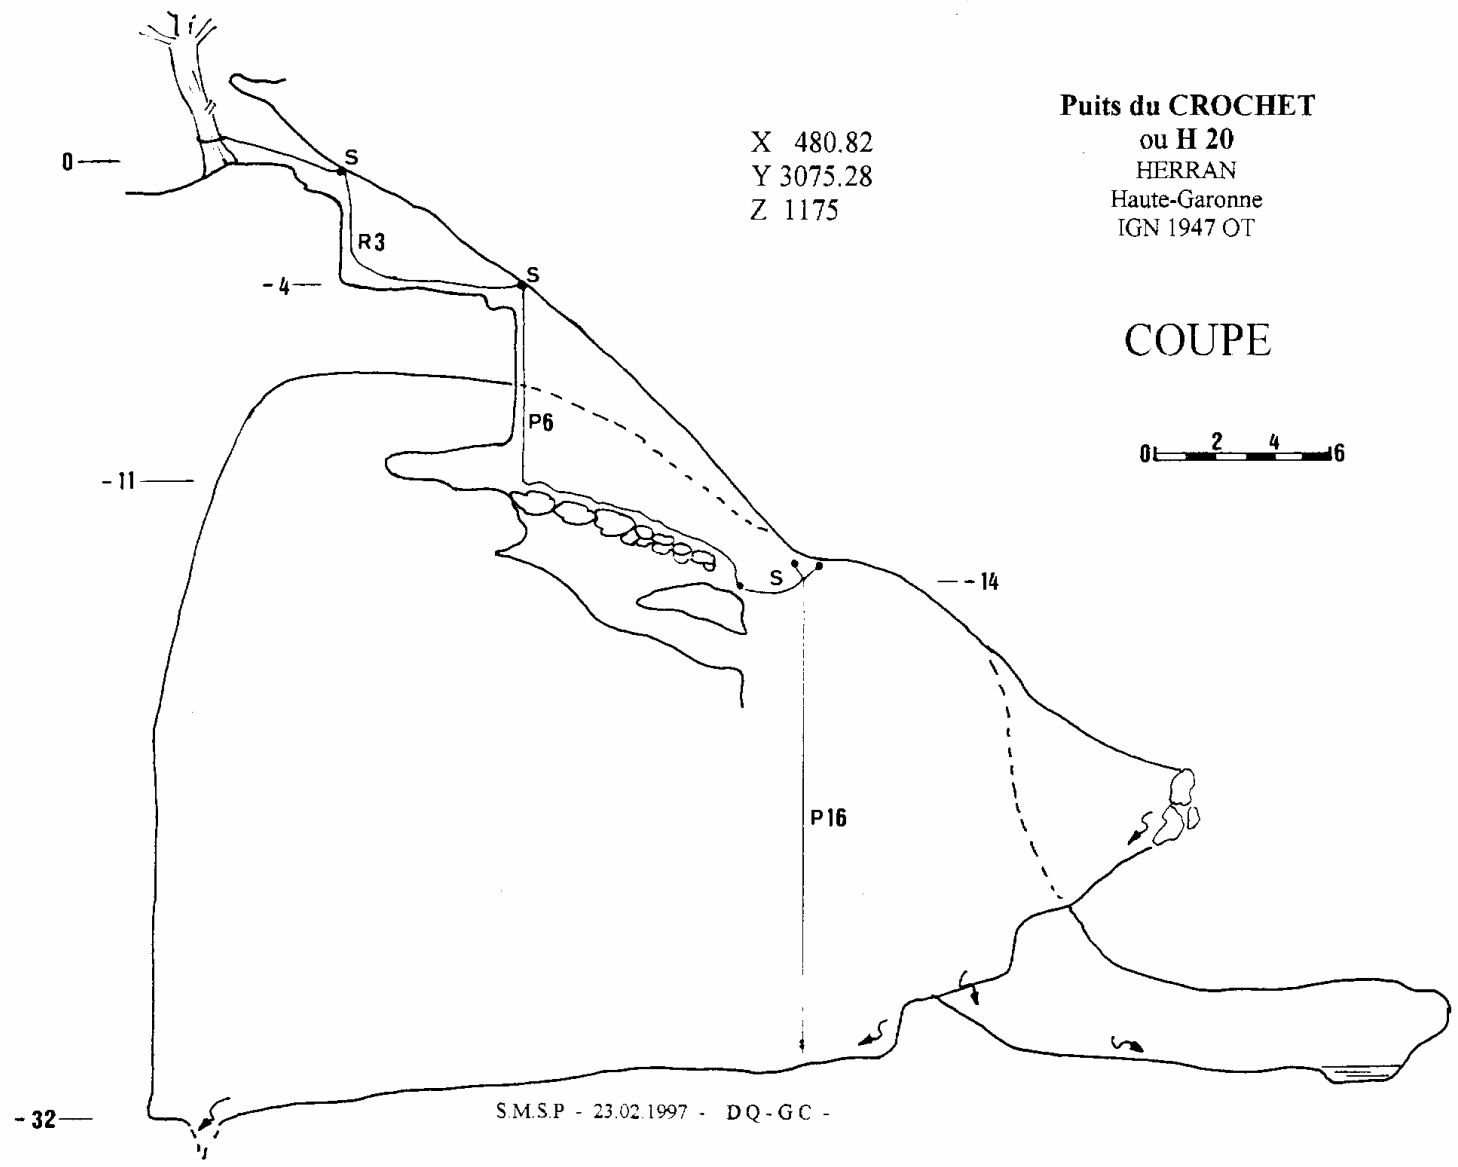 Puits du CROCHET
ou H 20
HERRAN
Haute-Garonne
IGN 1947 OT
X 480.82
Y 3075.28
Z 1175
COUPE
0 2 4 6
0
S
R3
-4
S
P6
-11
S
-14
P16
-32
S.M.S.P - 23.02.1997 - DQ-GC -